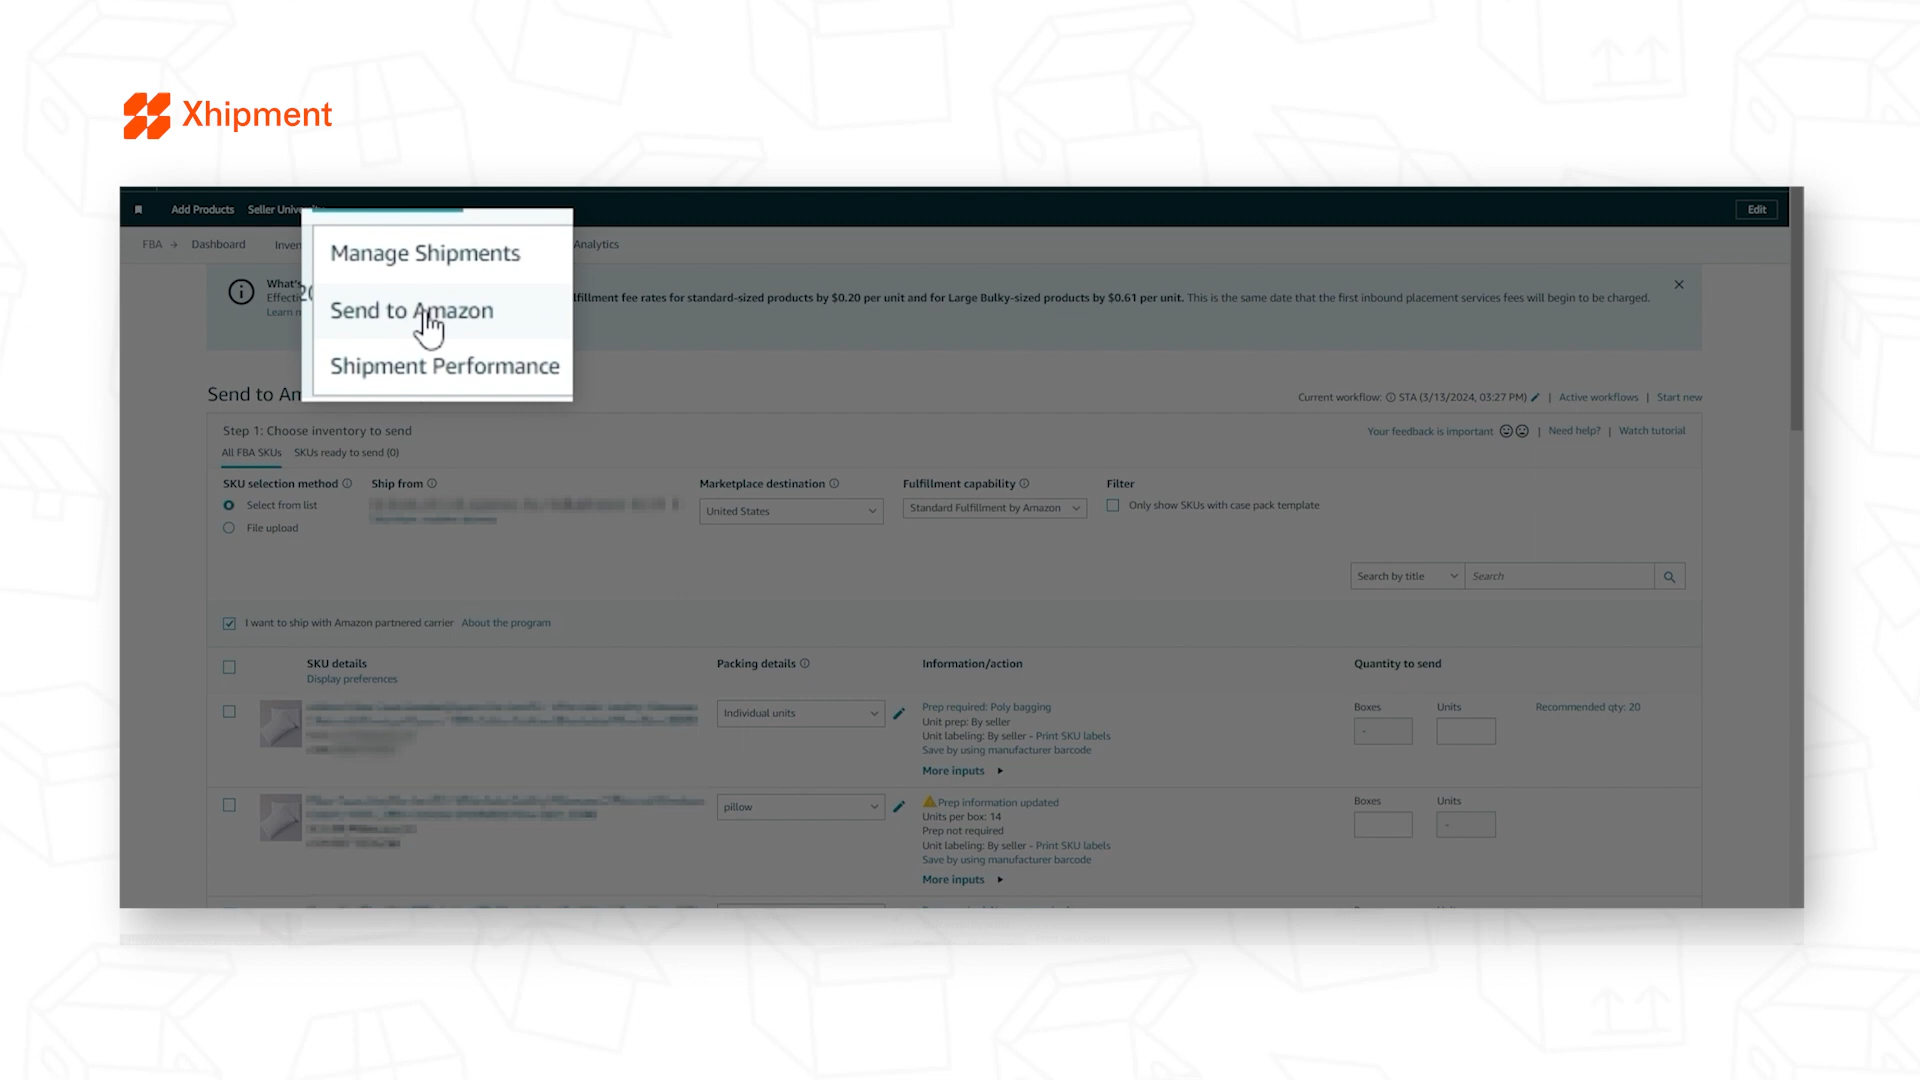 Xhipment
Add Products Seller University
Edit
FBA → Dashboard Inven
Analytics
Manage Shipments
Send to Amazon
Shipment Performance
What's
Effecti
lfillment fee rates for standard-sized products by $0.20 per unit and for Large Bulky-sized products by $0.61 per unit. This is the same date that the first inbound placement services fees will begin to be charged.
Learn m
Send to Am
Current workflow: STA (3/13/2024, 03:27 PM) | Active workflows | Start new
Step 1: Choose inventory to send
Your feedback is important | Need help? | Watch tutorial
All FBA SKUs SKUs ready to send (0)
SKU selection method Ship from Marketplace destination Fulfillment capability Filter
Select from list
United States
Standard Fulfillment by Amazon
Only show SKUs with case pack template
File upload
Search by title Search
I want to ship with Amazon partnered carrier About the program
SKU details Packing details Information/action Quantity to send
Display preferences
Individual units
Prep required: Poly bagging
Unit prep: By seller
Unit labeling: By seller - Print SKU labels
Save by using manufacturer barcode
More inputs
Boxes Units Recommended qty: 20
-
pillow
Prep information updated
Units per box: 14
Prep not required
Unit labeling: By seller - Print SKU labels
Save by using manufacturer barcode
More inputs
Boxes Units
-